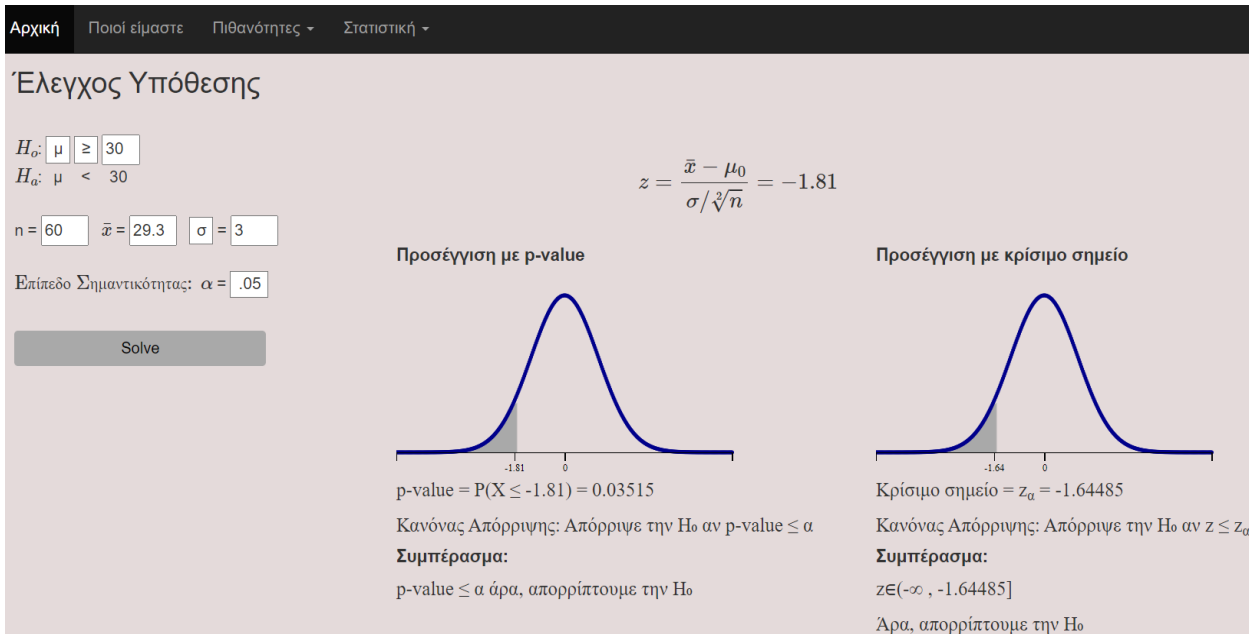 Αρχική Ποιοί είμαστε Πιθανότητες Στατιστική
Έλεγχος Υπόθεσης
H₀: μ ≥ 30
Hₐ: μ < 30
n = 60 x̄ = 29.3 σ = 3
Επίπεδο Σημαντικότητας: α = .05
Solve
z = (x̄ − μ₀) / (σ/²√n) = −1.81
Προσέγγιση με p-value
-1.81 0
p-value = P(X ≤ -1.81) = 0.03515
Κανόνας Απόρριψης: Απόρριψε την H₀ αν p-value ≤ α
Συμπέρασμα:
p-value ≤ α άρα, απορρίπτουμε την H₀
Προσέγγιση με κρίσιμο σημείο
-1.64 0
Κρίσιμο σημείο = zα = -1.64485
Κανόνας Απόρριψης: Απόρριψε την H₀ αν z ≤ zα
Συμπέρασμα:
z∈(-∞ , -1.64485]
Άρα, απορρίπτουμε την H₀